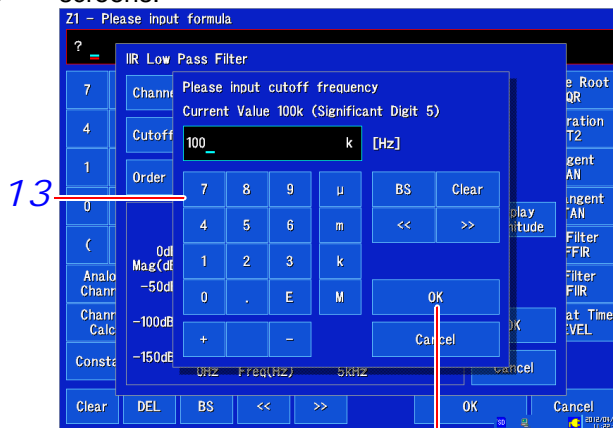 screens.
Z1 - Please input formula
?
IIR Low Pass Filter
Please input cutoff frequency
Current Value 100k (Significant Digit 5)
100 k [Hz]
7 8 9 μ BS Clear
4 5 6 m << >>
1 2 3 k
0 . E M OK
+ - Cancel
13
7
4
1
0
(
Channe
Cutoff
Order
0dB
Mag(dB
-50dB
-100dB
-150dB
0Hz Freq(Hz) 5kHz
e Root
QR
ration
T2
gent
AN
angent
TAN
Filter
FFIR
Filter
FIIR
at Time
EVEL
play
nitude
OK
Cancel
Analo
Chann
Chann
Calc
Consta
Clear DEL BS << >> OK Cancel
SD